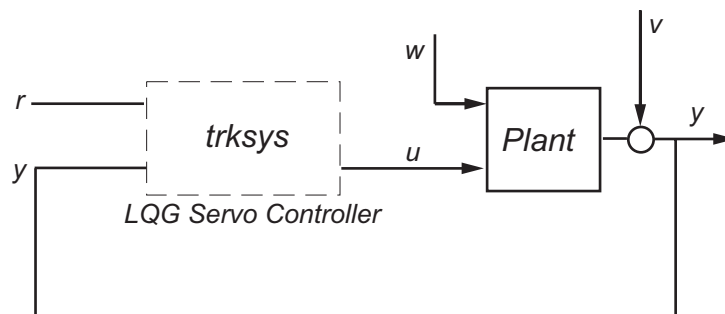 v
w
r
trksys
y
Plant
y
u
LQG Servo Controller